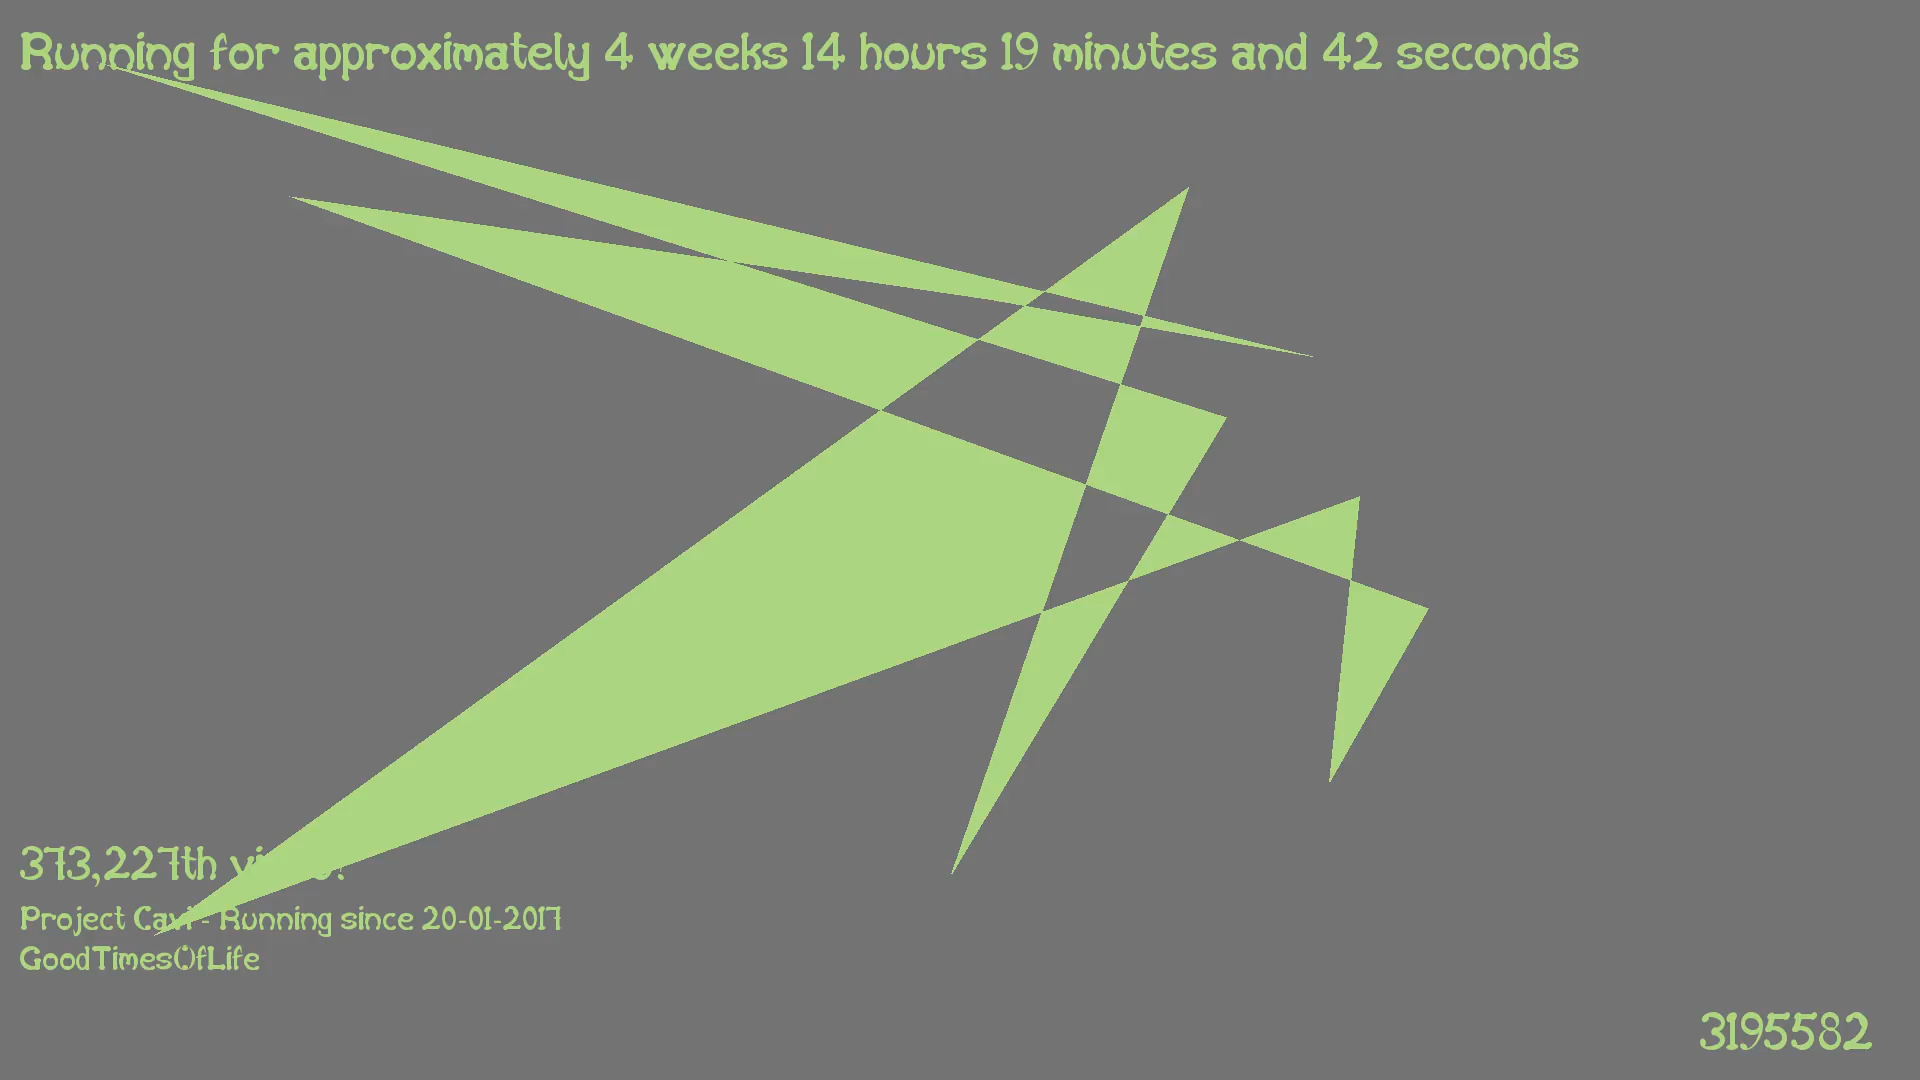 Running for approximately 4 weeks 14 hours 19 minutes and 42 seconds
373,227th
Project Cavi - Running since 20-01-2017
GoodTimesOfLife
3195582